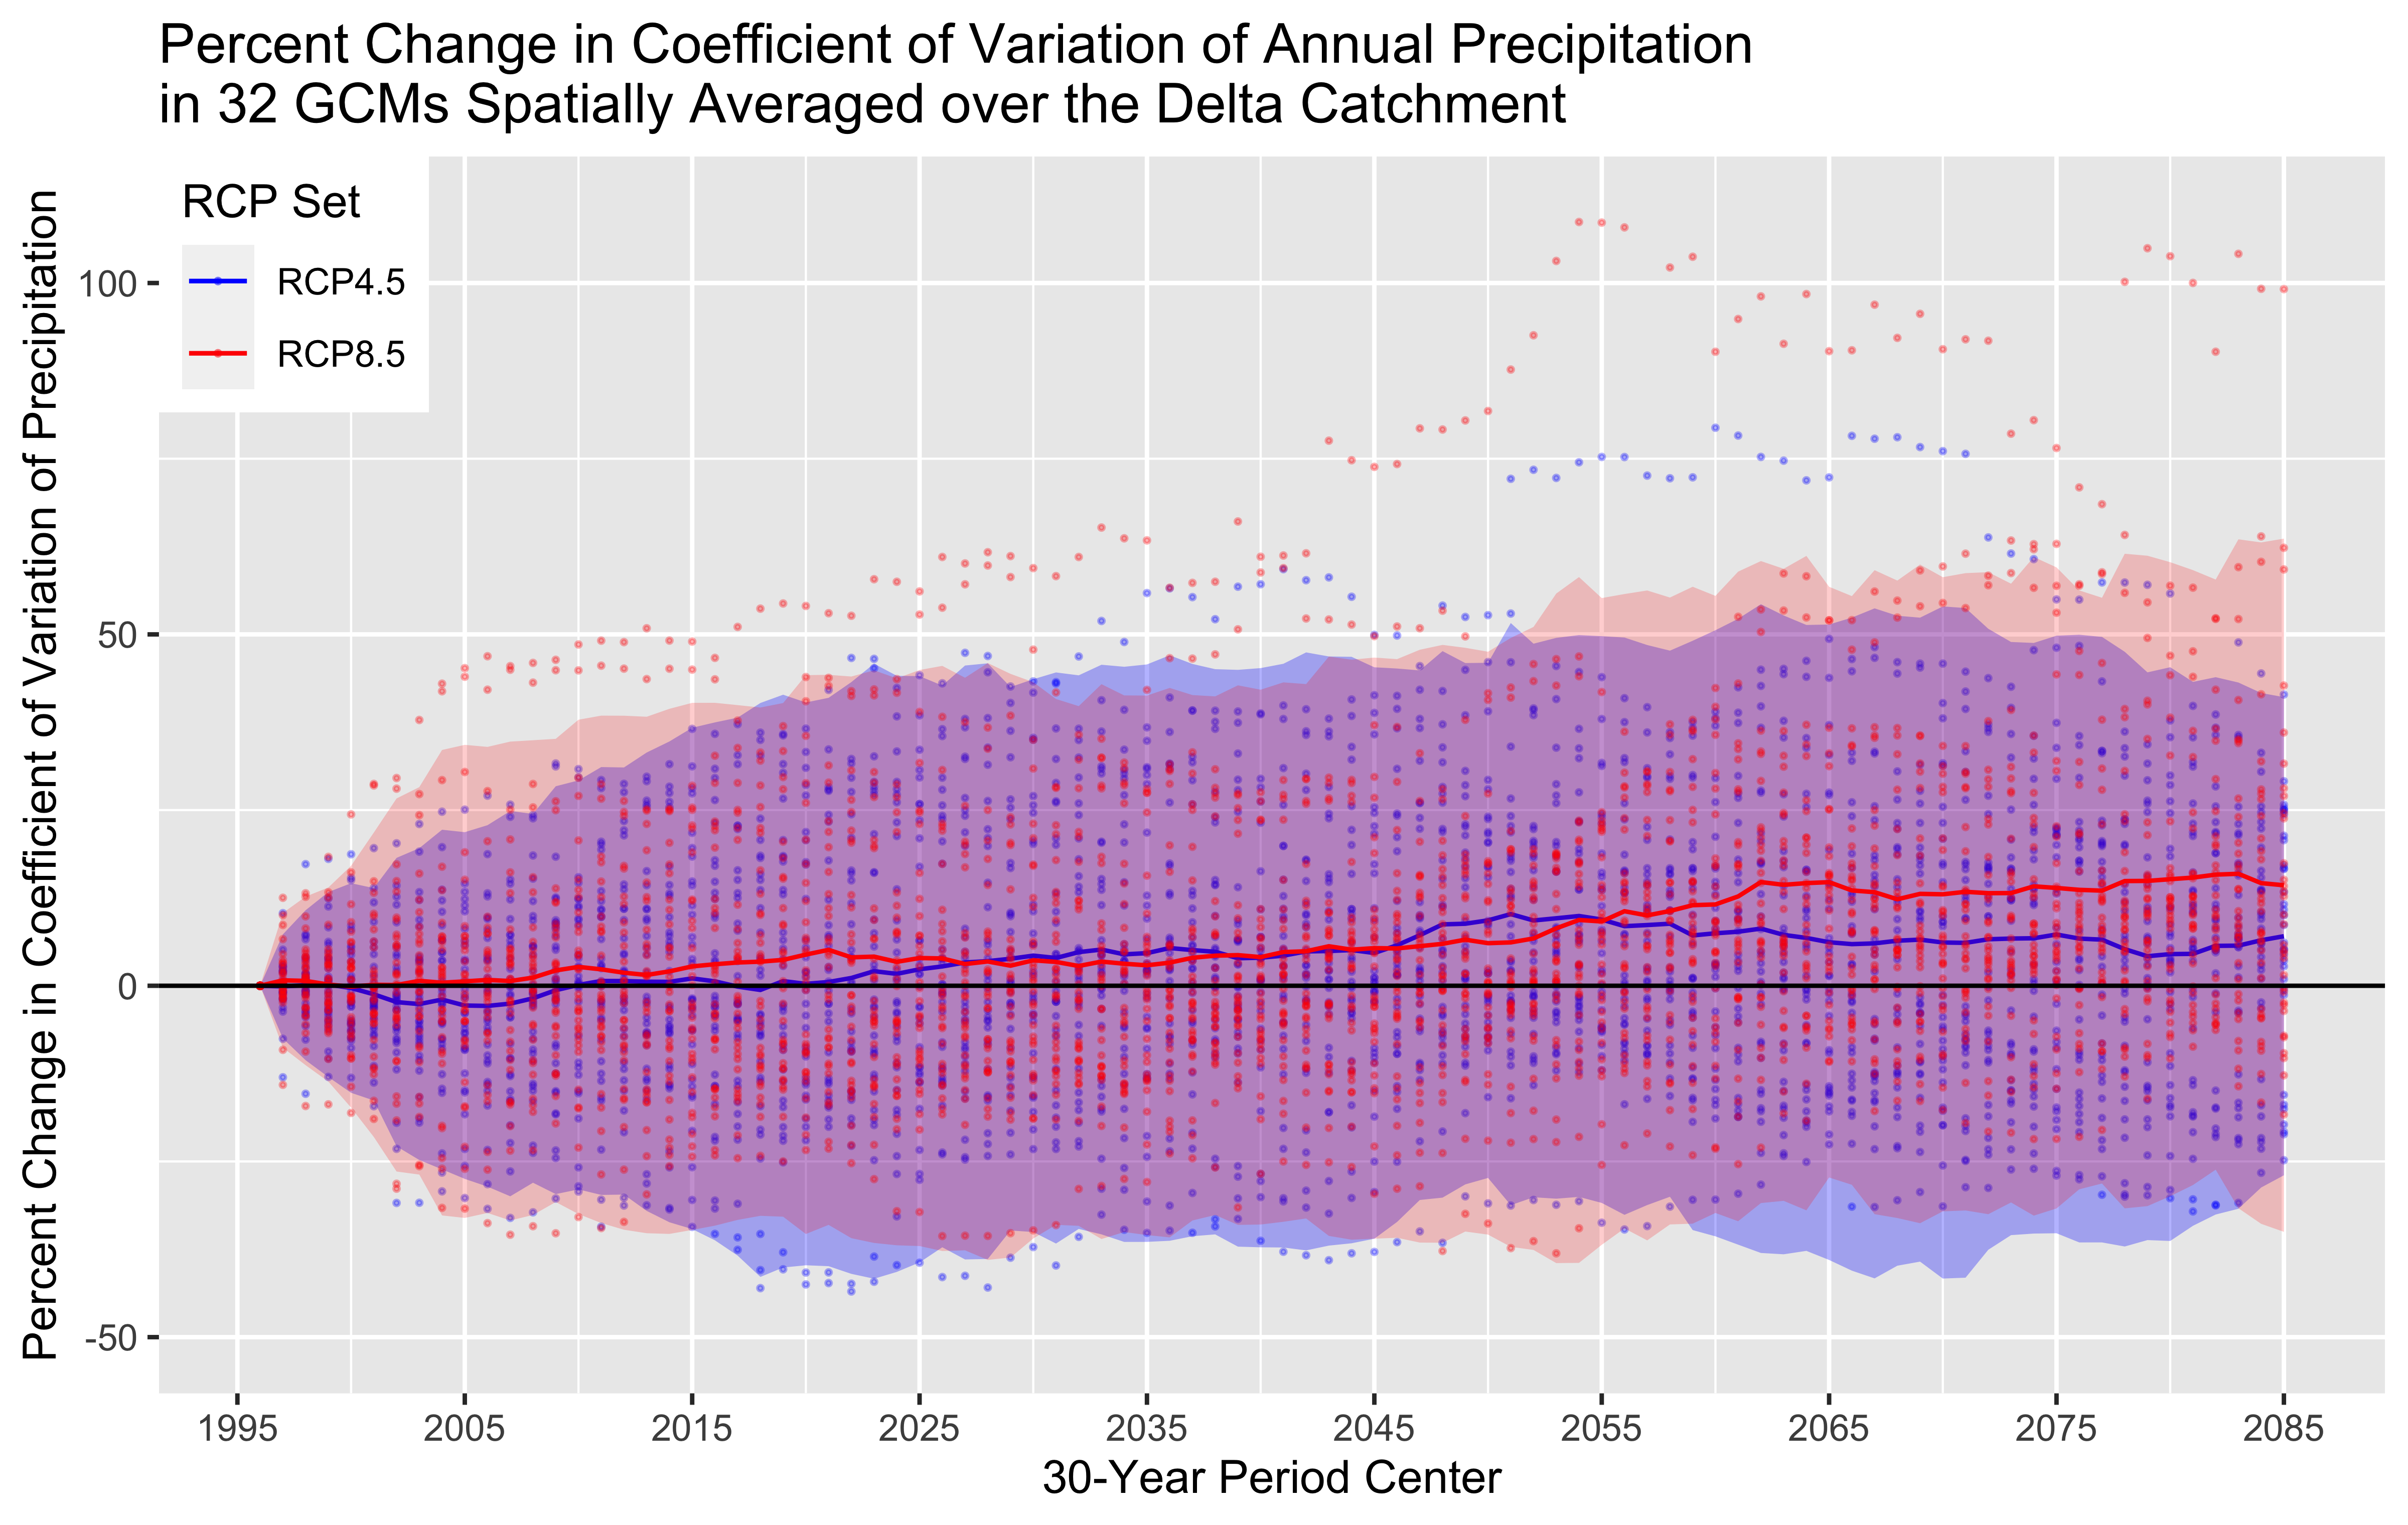 Percent Change in Coefficient of Variation of Annual Precipitation
in 32 GCMs Spatially Averaged over the Delta Catchment
Percent Change in Coefficient of Variation of Precipitation
RCP Set
RCP4.5
RCP8.5
100
50
0
-50
1995 2005 2015 2025 2035 2045 2055 2065 2075 2085
30-Year Period Center